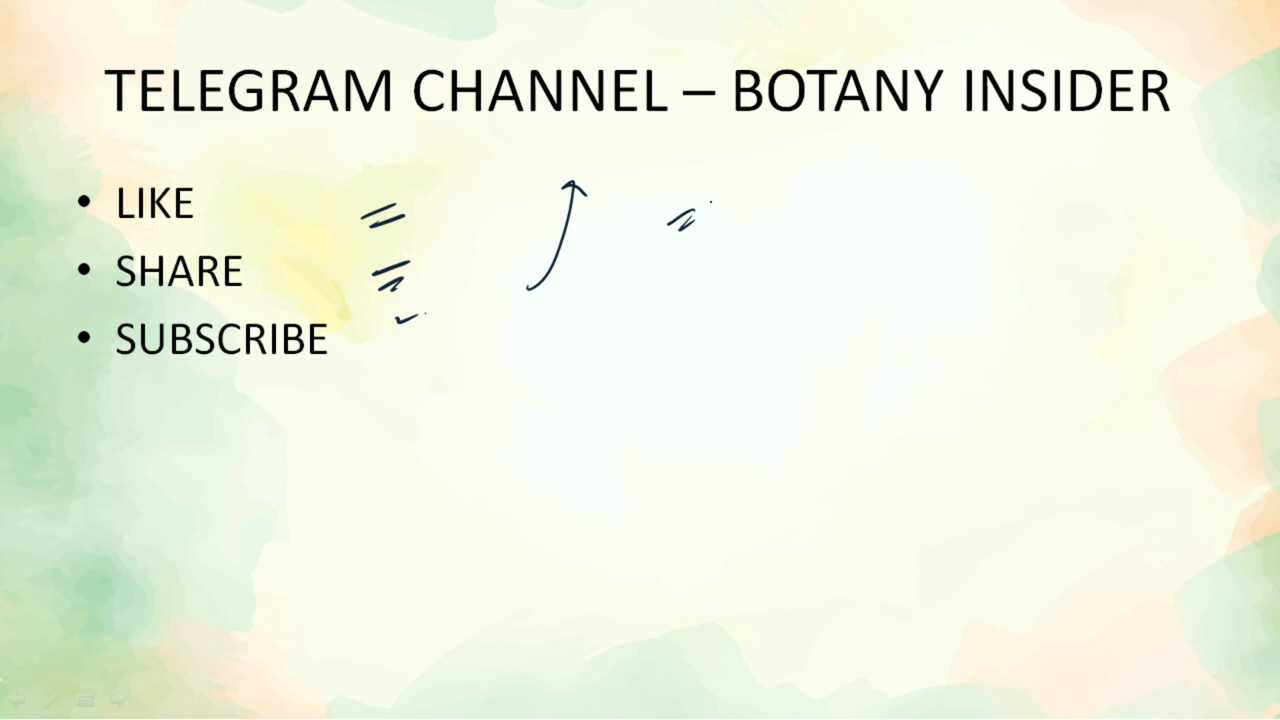 TELEGRAM CHANNEL – BOTANY INSIDER
• LIKE
• SHARE
• SUBSCRIBE